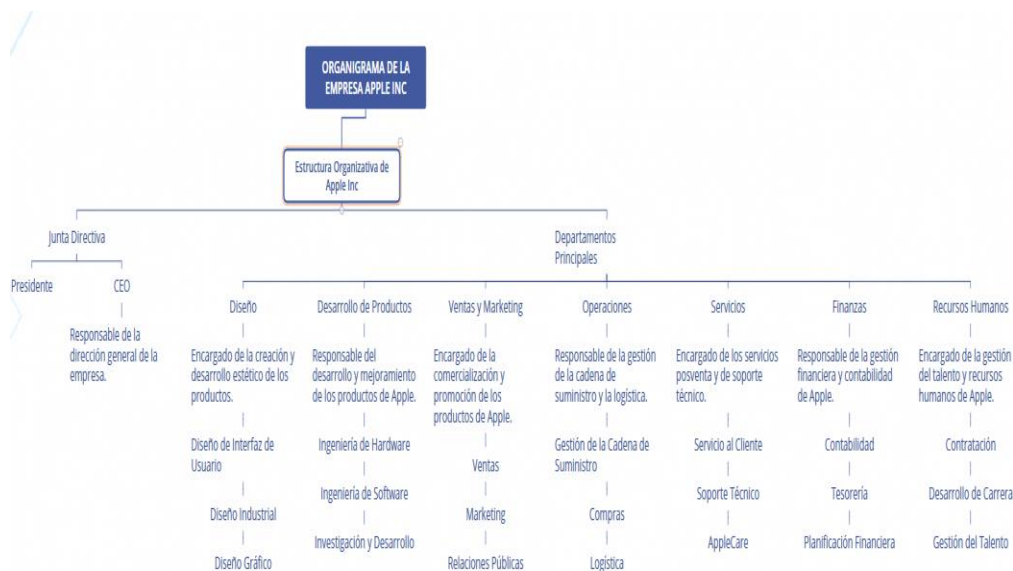 ORGANIGRAMA DE LA
EMPRESA APPLE INC
Estructura Organizativa de
Apple Inc
Junta Directiva
Presidente
CEO
Responsable de la
dirección general de la
empresa.
Departamentos
Principales
Diseño
Encargado de la creación y
desarrollo estético de los
productos.
Diseño de Interfaz de
Usuario
Diseño Industrial
Diseño Gráfico
Desarrollo de Productos
Responsable del
desarrollo y mejoramiento
de los productos de Apple.
Ingeniería de Hardware
Ingeniería de Software
Investigación y Desarrollo
Ventas y Marketing
Encargado de la
comercialización y
promoción de los
productos de Apple.
Ventas
Marketing
Relaciones Públicas
Operaciones
Responsable de la gestión
de la cadena de
suministro y la logística.
Gestión de la Cadena de
Suministro
Compras
Logística
Servicios
Encargado de los servicios
posventa y de soporte
técnico.
Servicio al Cliente
Soporte Técnico
AppleCare
Finanzas
Responsable de la gestión
financiera y contabilidad
de Apple.
Contabilidad
Tesorería
Planificación Financiera
Recursos Humanos
Encargado de la gestión
del talento y recursos
humanos de Apple.
Contratación
Desarrollo de Carrera
Gestión del Talento